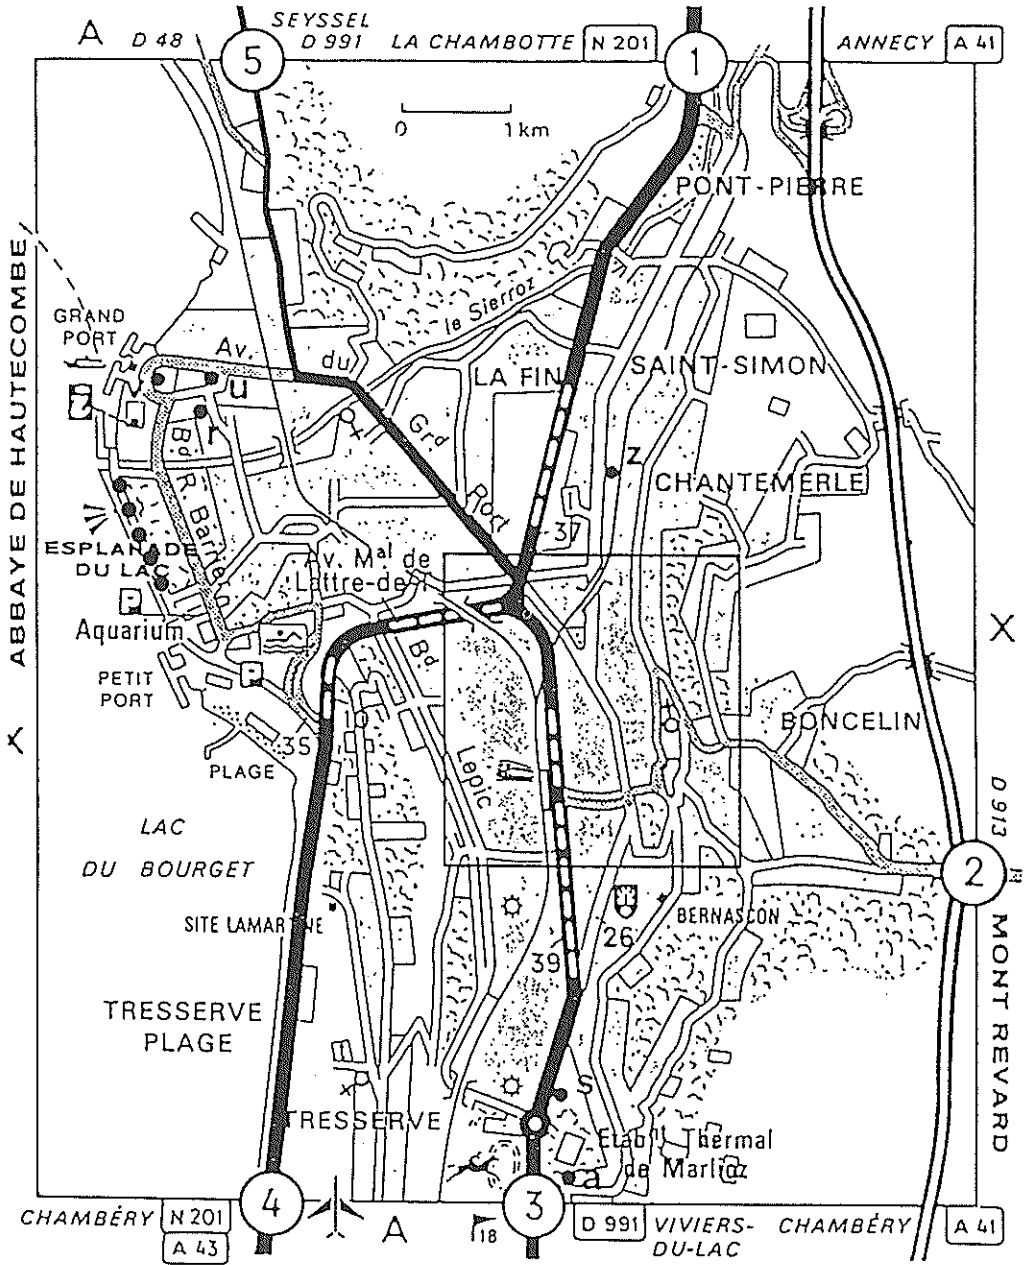 A
D 48
5
SEYSSEL
D 991
LA CHAMBOTTE
N 201
1
ANNECY
A 41
0
1 km
PONT-PIERRE
ABBAYE DE HAUTECOMBE
GRAND
PORT
Av.
du
Grd
Port
le Sierroz
LA FIN
SAINT-SIMON
u
r
z
Bd
R. Barrier
CHANTEMERLE
37
ESPLANADE
DU LAC
Av. Mal de
Lattre-de-T.
Aquarium
X
PETIT
PORT
Bd
Lepic
10
35
BONCELIN
X
PLAGE
LAC
DU BOURGET
D 913
2
18
SITE LAMARTINE
BERNASCON
26
39
MONT REVARD
TRESSERVE
PLAGE
s
TRESSERVE
Etabt Thermal
de Marlioz
a
4
3
CHAMBÉRY
N 201
A 43
A
18
D 991
VIVIERS-
DU-LAC
CHAMBÉRY
A 41